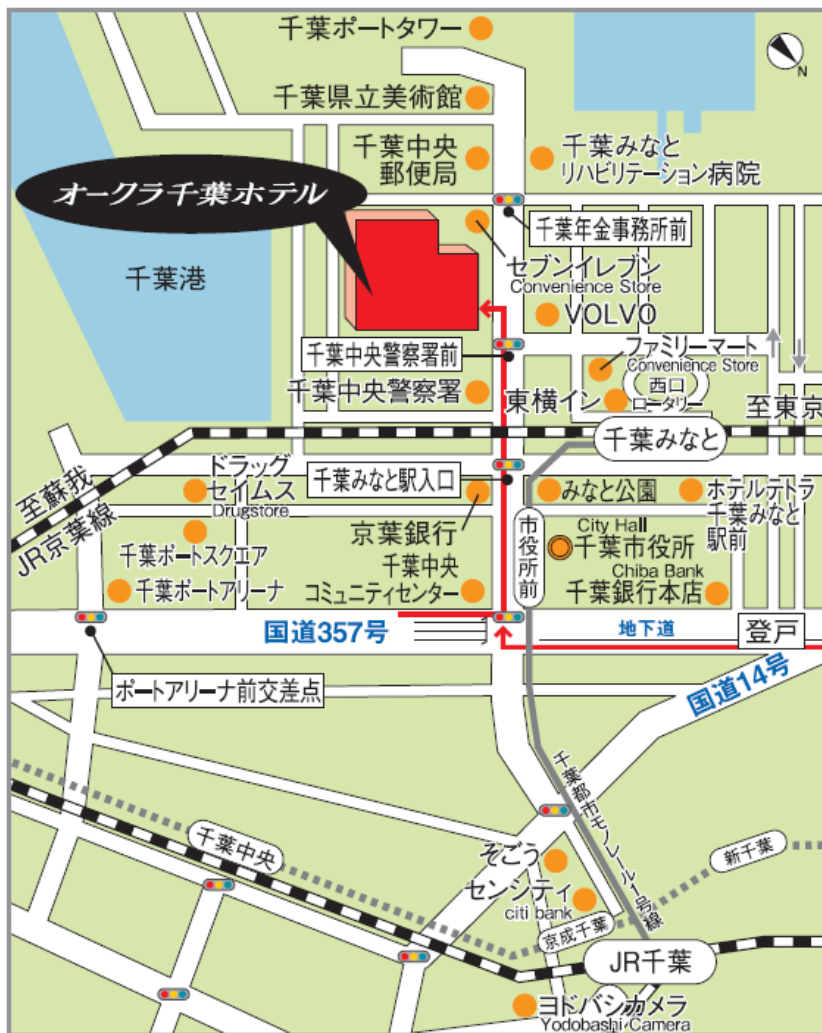 千葉ポートタワー
N
千葉県立美術館
千葉中央
郵便局
千葉みなと
リハビリテーション病院
オークラ千葉ホテル
千葉年金事務所前
千葉港
セブンイレブン
Convenience Store
VOLVO
千葉中央警察署前
ファミリーマート
Convenience Store
千葉中央警察署
東横イン
西口
ロータリー
至東京
千葉みなと
至蘇我
JR京葉線
ドラッグ
セイムス
Drugstore
千葉みなと駅入口
みなと公園
ホテルテトラ
千葉みなと
駅前
京葉銀行
市役所前
City Hall
千葉市役所
千葉ポートスクエア
千葉中央
コミュニティセンター
Chiba Bank
千葉銀行本店
千葉ポートアリーナ
国道357号
地下道
登戸
ポートアリーナ前交差点
国道14号
千葉都市モノレール1号線
千葉中央
そごう
新千葉
センシティ
citi bank
京成千葉
JR千葉
ヨドバシカメラ
Yodobashi Camera